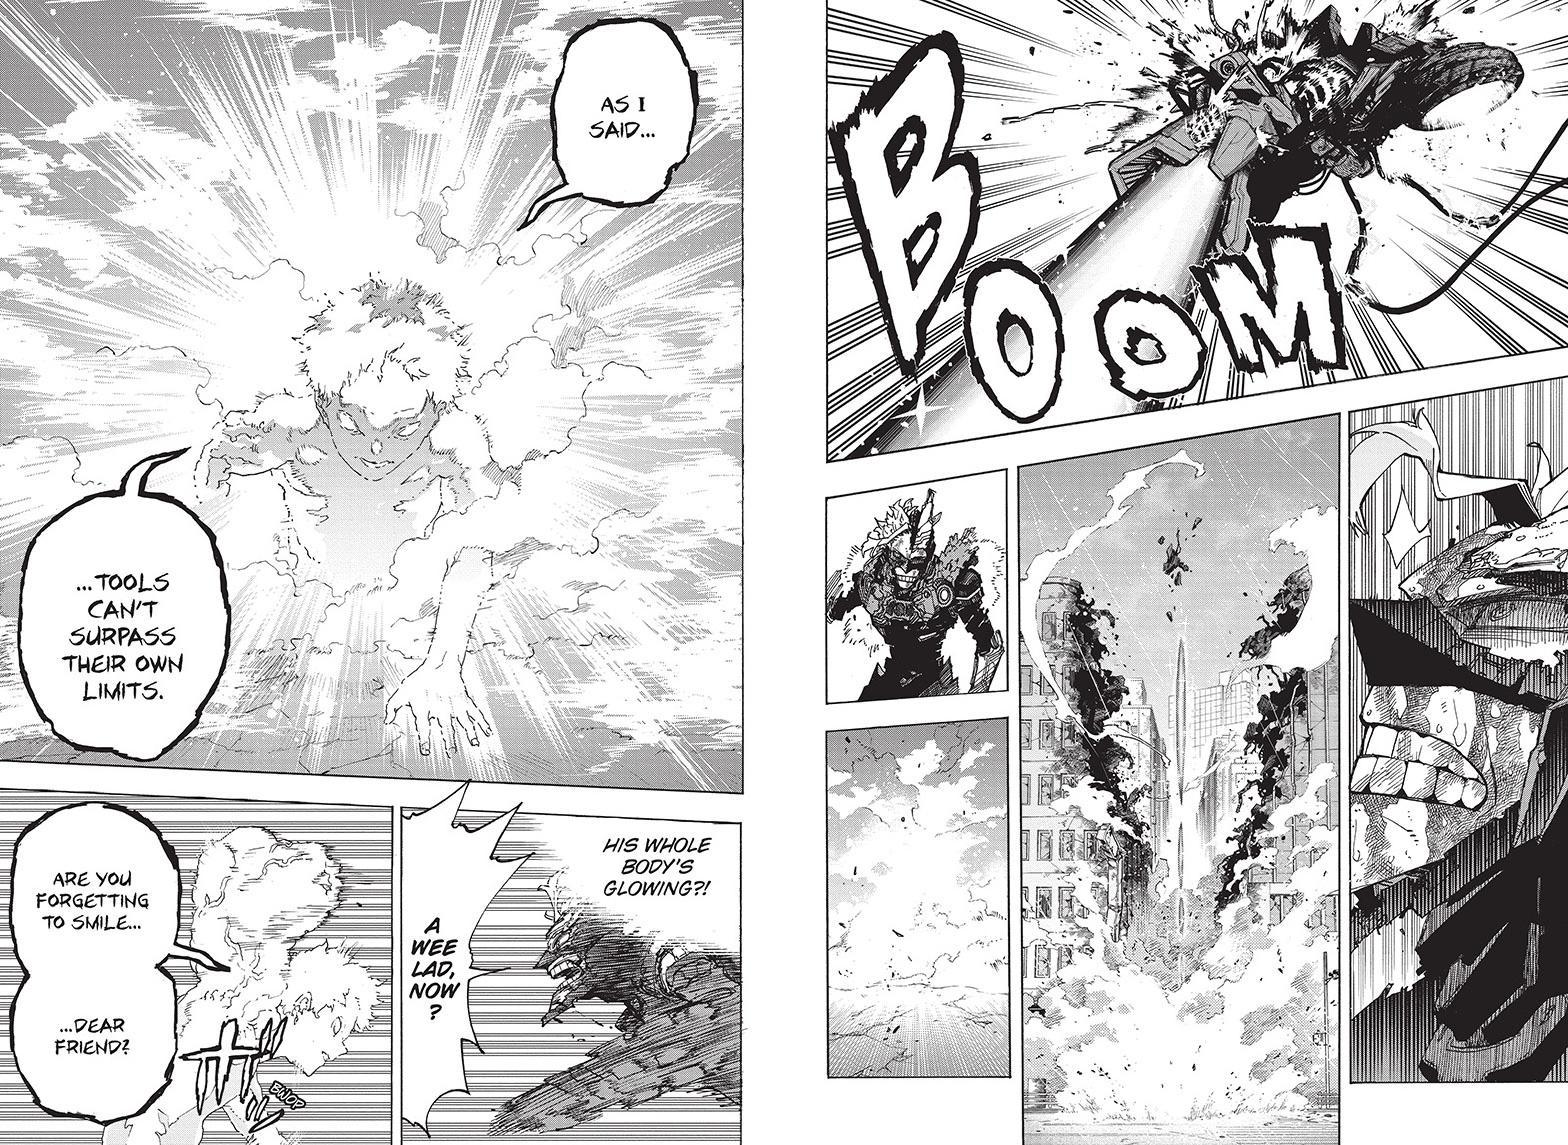 BOOM
AS I
SAID...
...TOOLS
CAN'T
SURPASS
THEIR OWN
LIMITS.
HIS WHOLE
BODY'S
GLOWING?!
A
WEE
LAD,
NOW
?
ARE YOU
FORGETTING
TO SMILE...
...DEAR
FRIEND?
BWOP